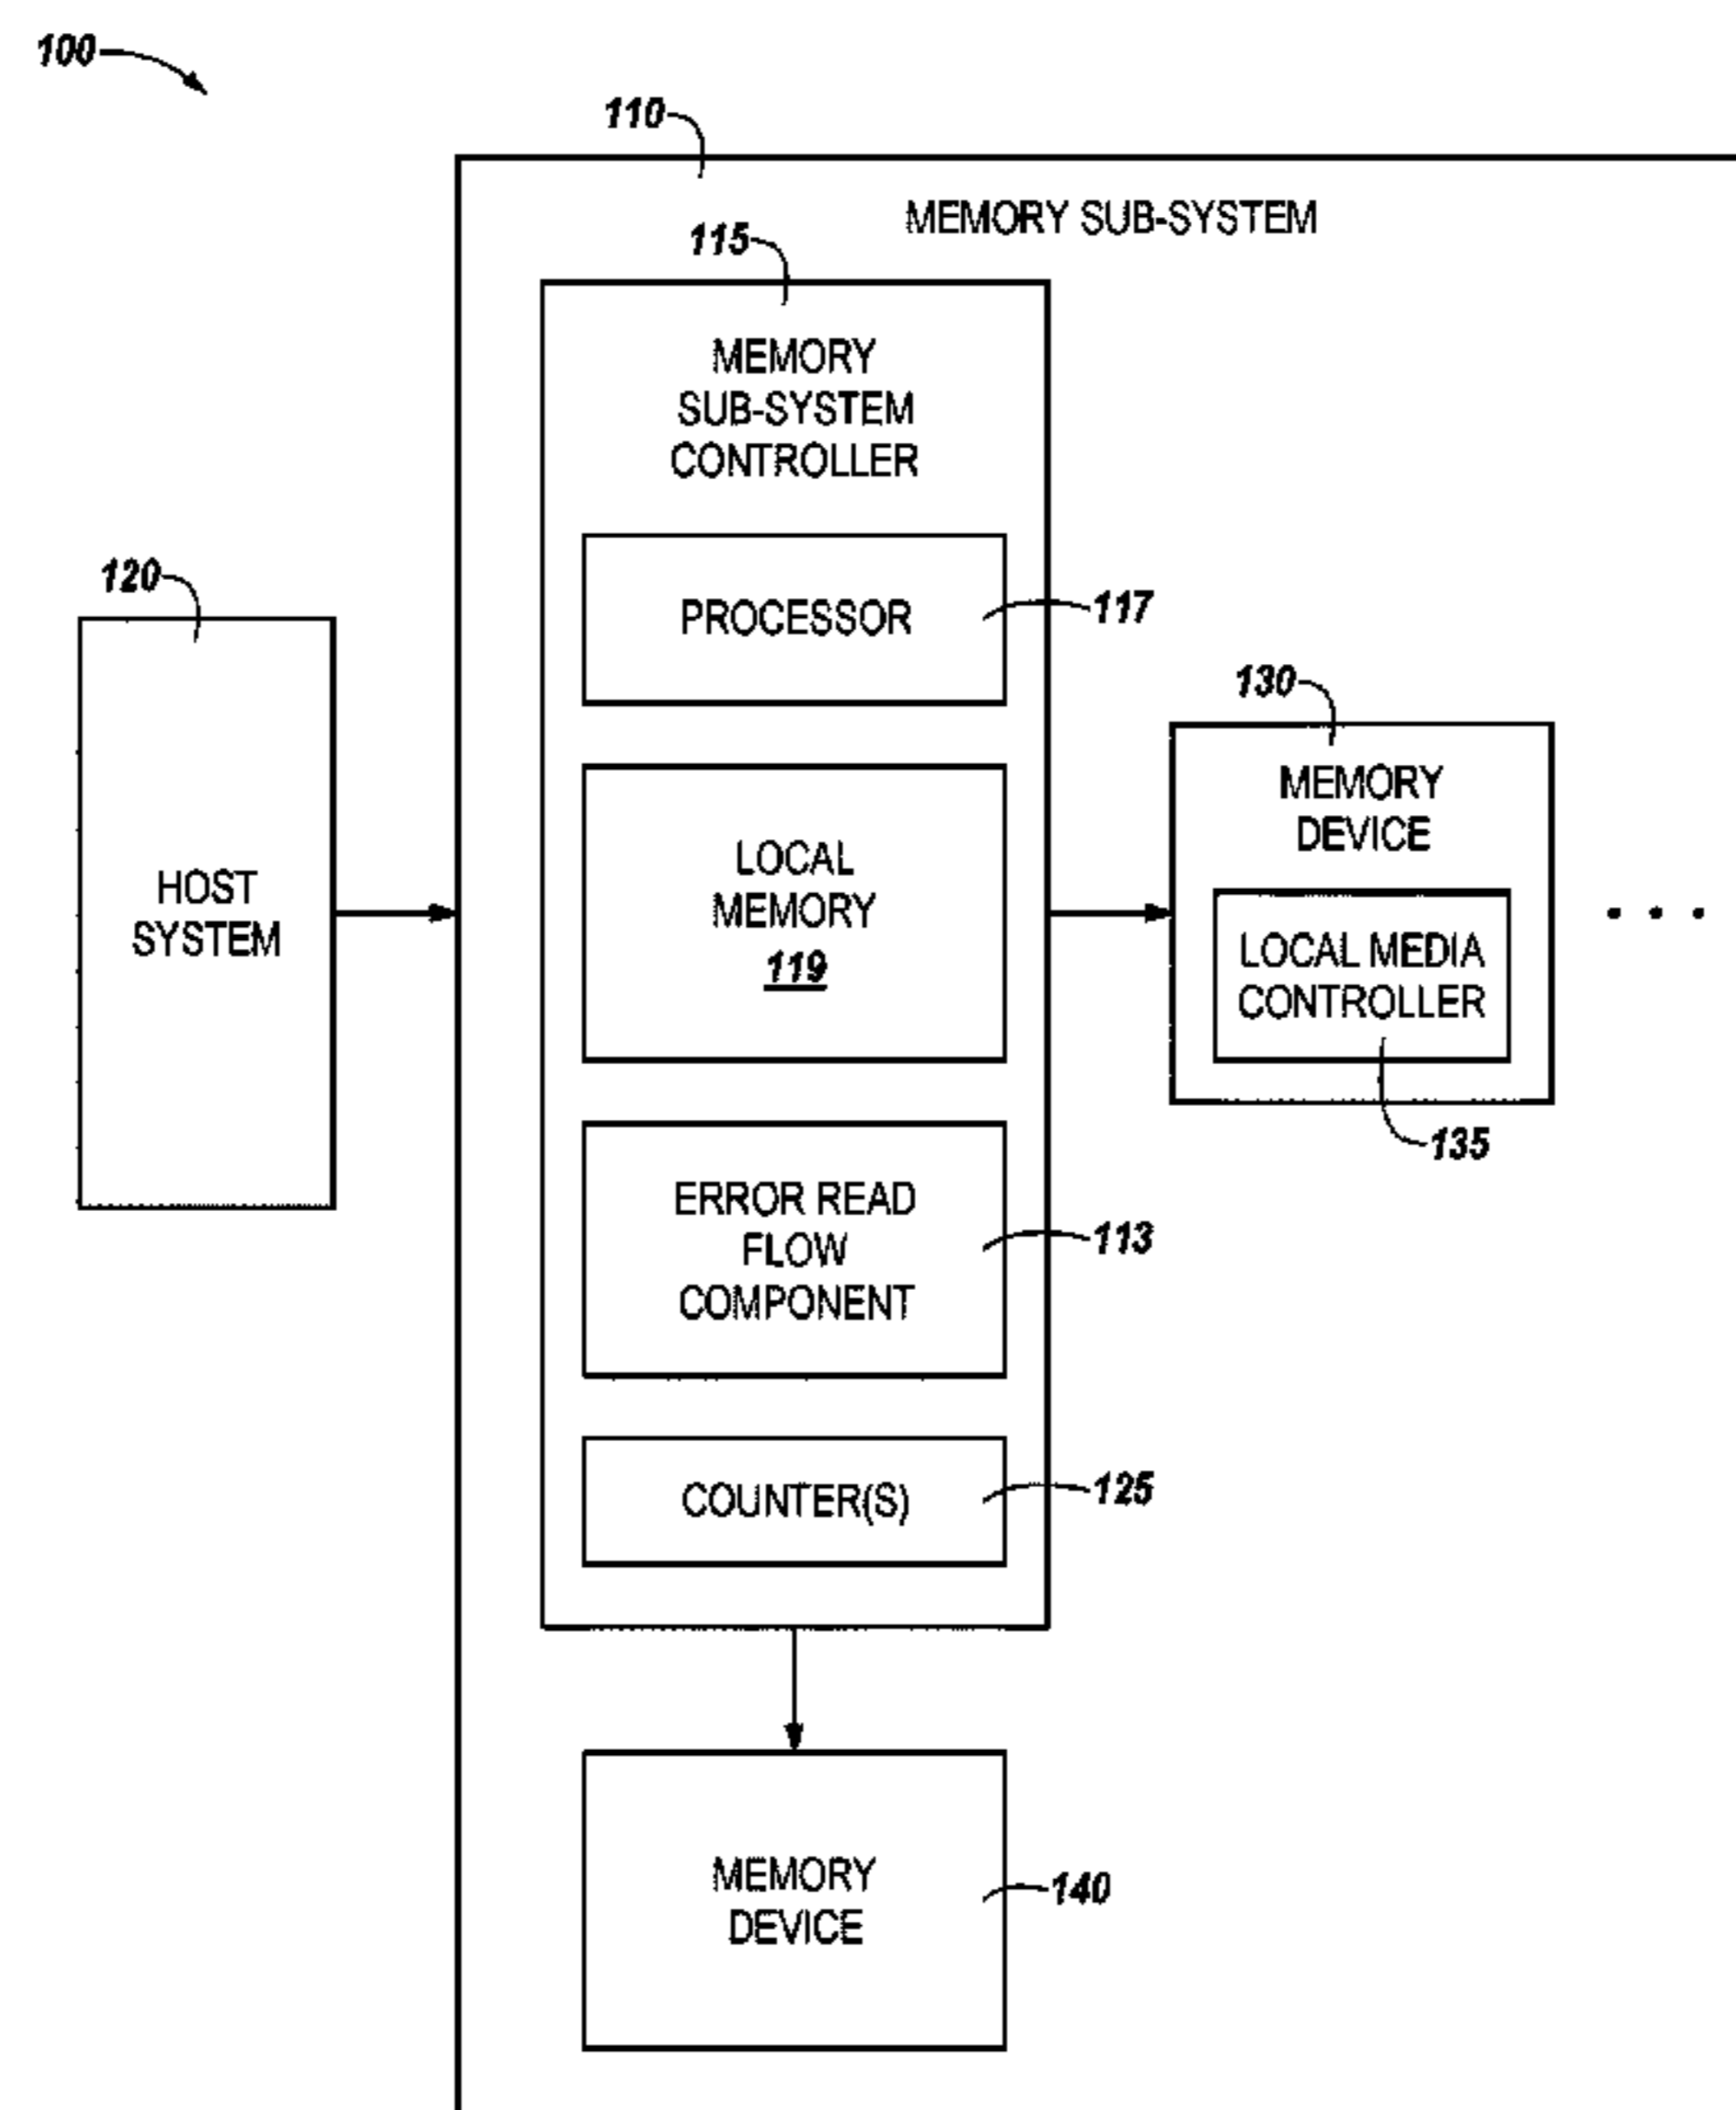 100
110
MEMORY SUB-SYSTEM
115
MEMORY
SUB-SYSTEM
CONTROLLER
120
PROCESSOR
117
130
MEMORY
DEVICE
HOST
SYSTEM
LOCAL
MEMORY
119
LOCAL MEDIA
CONTROLLER
135
ERROR READ
FLOW
COMPONENT
113
COUNTER(S)
125
MEMORY
DEVICE
140